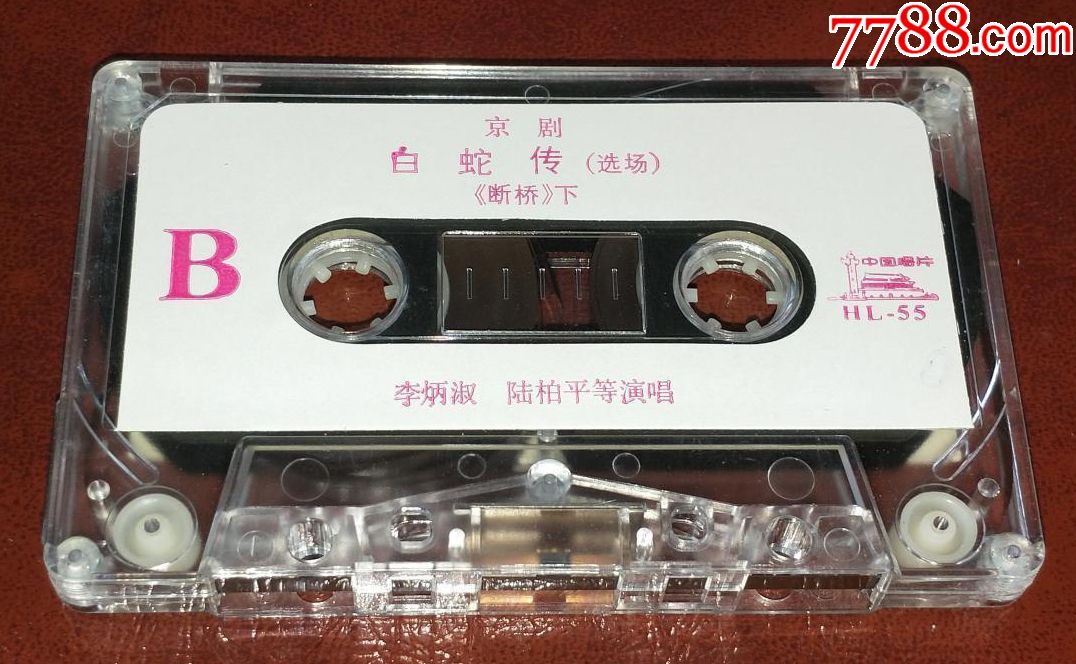 7788.com
京 剧
白 蛇 传 (选场)
《断桥》下
B
中国唱片
HL-55
李炳淑 陆柏平等演唱